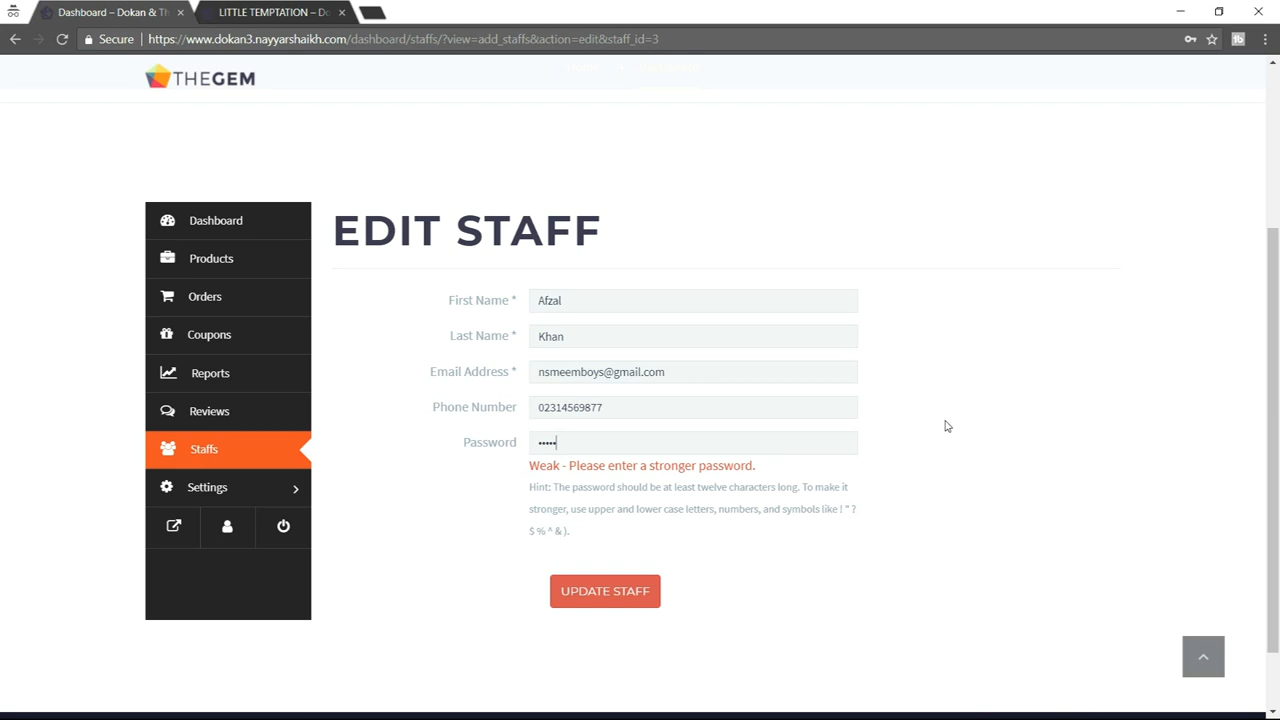 Dashboard – Dokan & Th
LITTLE TEMPTATION – Do
Secure
https://www.dokan3.nayyarshaikh.com/dashboard/staffs/?view=add_staffs&action=edit&staff_id=3
THEGEM
Dashboard
Products
Orders
Coupons
Reports
Reviews
Staffs
Settings
EDIT STAFF
First Name *
Afzal
Last Name *
Khan
Email Address *
nsmeemboys@gmail.com
Phone Number
02314569877
Password
•••••
Weak - Please enter a stronger password.
Hint: The password should be at least twelve characters long. To make it
stronger, use upper and lower case letters, numbers, and symbols like ! " ?
$ % ^ & ).
UPDATE STAFF